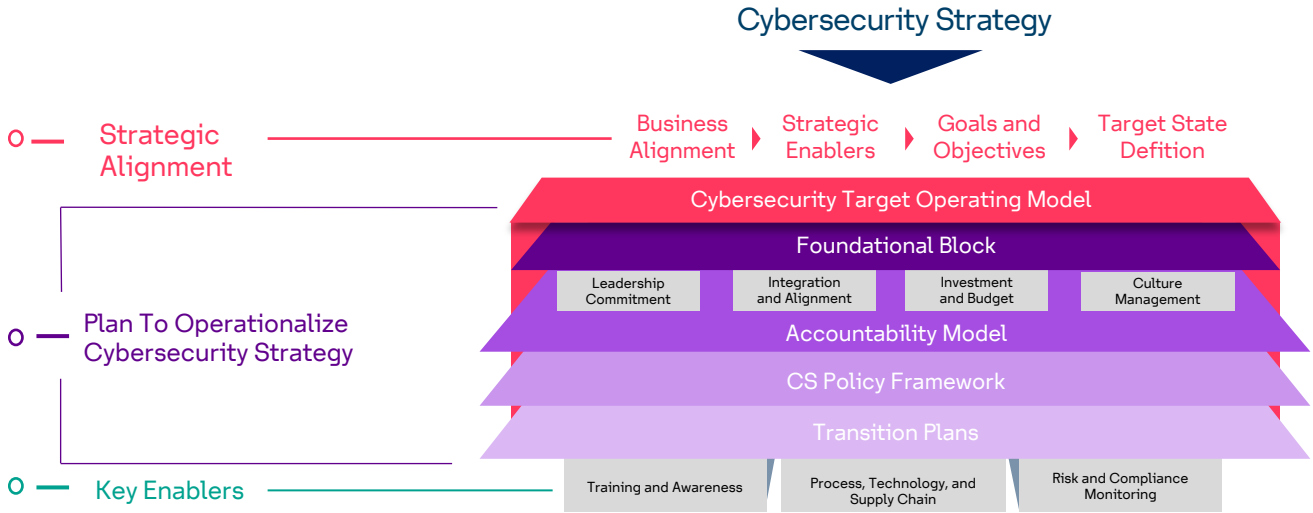 Cybersecurity Strategy
Strategic
Alignment
Business
Alignment
Strategic
Enablers
Goals and
Objectives
Target State
Defition
Cybersecurity Target Operating Model
Foundational Block
Leadership
Commitment
Integration
and Alignment
Investment
and Budget
Culture
Management
Plan To Operationalize
Cybersecurity Strategy
Accountability Model
CS Policy Framework
Transition Plans
Key Enablers
Training and Awareness
Process, Technology, and
Supply Chain
Risk and Compliance
Monitoring